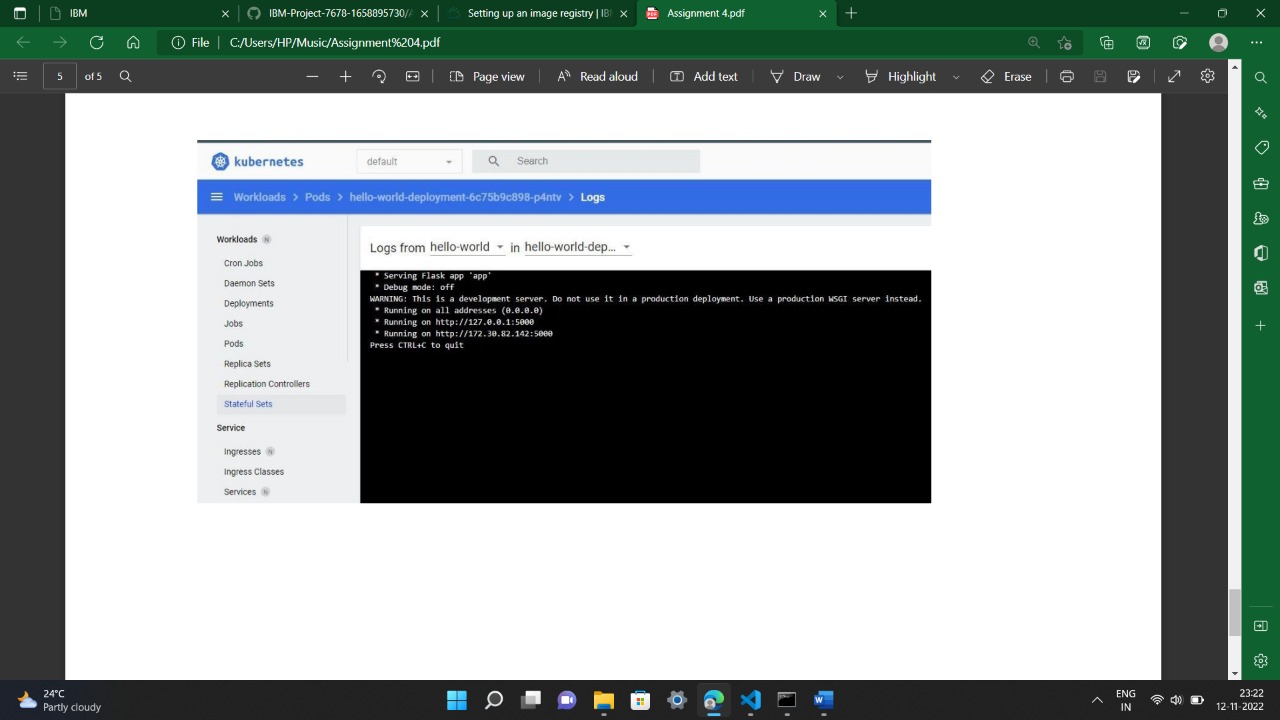 IBM
IBM-Project-7678-1658895730/A
Setting up an image registry | IB
Assignment 4.pdf
File | C:/Users/HP/Music/Assignment%204.pdf
5 of 5
Page view
Read aloud
Add text
Draw
Highlight
Erase
kubernetes
default
Search
Workloads > Pods > hello-world-deployment-6c75b9c898-p4ntv > Logs
Workloads N
Cron Jobs
Daemon Sets
Deployments
Jobs
Pods
Replica Sets
Replication Controllers
Stateful Sets
Service
Ingresses N
Ingress Classes
Services N
Logs from hello-world in hello-world-dep...
* Serving Flask app 'app'
* Debug mode: off
WARNING: This is a development server. Do not use it in a production deployment. Use a production WSGI server instead.
* Running on all addresses (0.0.0.0)
* Running on http://127.0.0.1:5000
* Running on http://172.30.82.142:5000
Press CTRL+C to quit
24°C
Partly cloudy
ENG
IN
23:22
12-11-2022